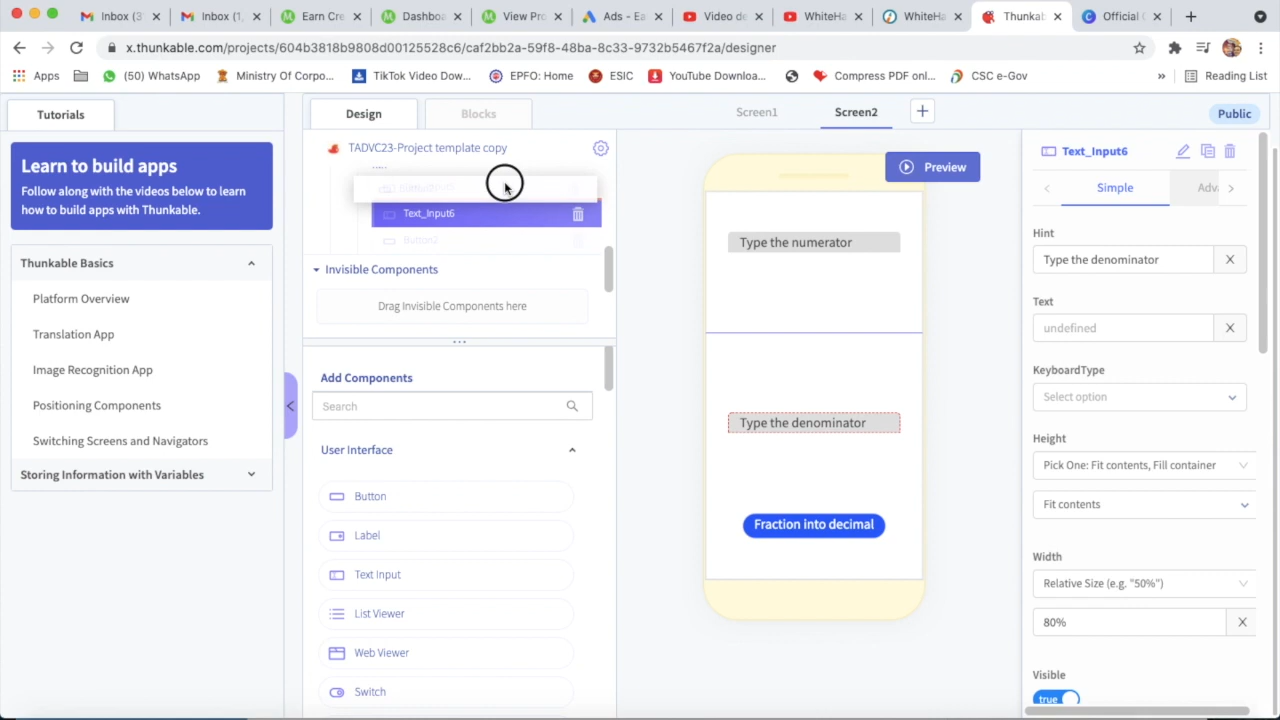 Inbox (3
Inbox (1,
Earn Cre
Dashboa
View Pro
Ads - Ea
Video de
WhiteHa
WhiteHa
Thunkab
Official C
x.thunkable.com/projects/604b3818b9808d00125528c6/caf2bb2a-59f8-48ba-8c33-9732b5467f2a/designer
Apps
(50) WhatsApp
Ministry Of Corpo...
TikTok Video Dow...
EPFO: Home
ESIC
YouTube Downloa...
Compress PDF onl...
CSC e-Gov
»
Reading List
Tutorials
Design
Blocks
Screen1
Screen2
Public
Learn to build apps
Follow along with the videos below to learn
how to build apps with Thunkable.
TADVC23-Project template copy
Preview
Text_Input6
Simple
Adv
Text_Input6
Button2
Type the numerator
Hint
Type the denominator
Thunkable Basics
Invisible Components
Platform Overview
Drag Invisible Components here
Text
undefined
Translation App
Image Recognition App
KeyboardType
Add Components
Select option
Positioning Components
Search
Type the denominator
Switching Screens and Navigators
User Interface
Height
Pick One: Fit contents, Fill container
Storing Information with Variables
Button
Fit contents
Label
Fraction into decimal
Width
Text Input
Relative Size (e.g. "50%")
List Viewer
80%
Web Viewer
Visible
Switch
true